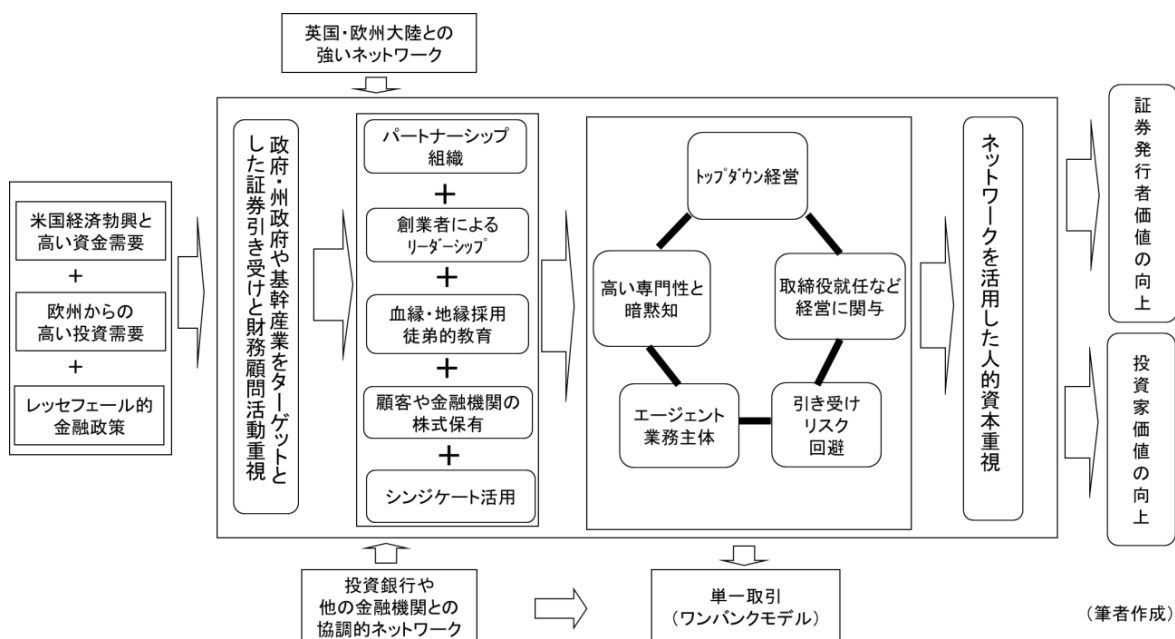 英国・欧州大陸との
強いネットワーク
米国経済勃興と
高い資金需要
+
欧州からの
高い投資需要
+
レッセフェール的
金融政策
政府・州政府や基幹産業をターゲットと
した証券引き受けと財務顧問活動重視
パートナーシップ
組織
+
創業者による
リーダーシップ
+
血縁・地縁採用
徒弟的教育
+
顧客や金融機関の
株式保有
+
シンジケート活用
トップダウン経営
高い専門性と
暗黙知
取締役就任など
経営に関与
エージェント
業務主体
引き受け
リスク
回避
ネットワークを活用した人的資本重視
証券発行者価値の向上
投資家価値の向上
投資銀行や
他の金融機関との
協調的ネットワーク
単一取引
(ワンバンクモデル)
(筆者作成)